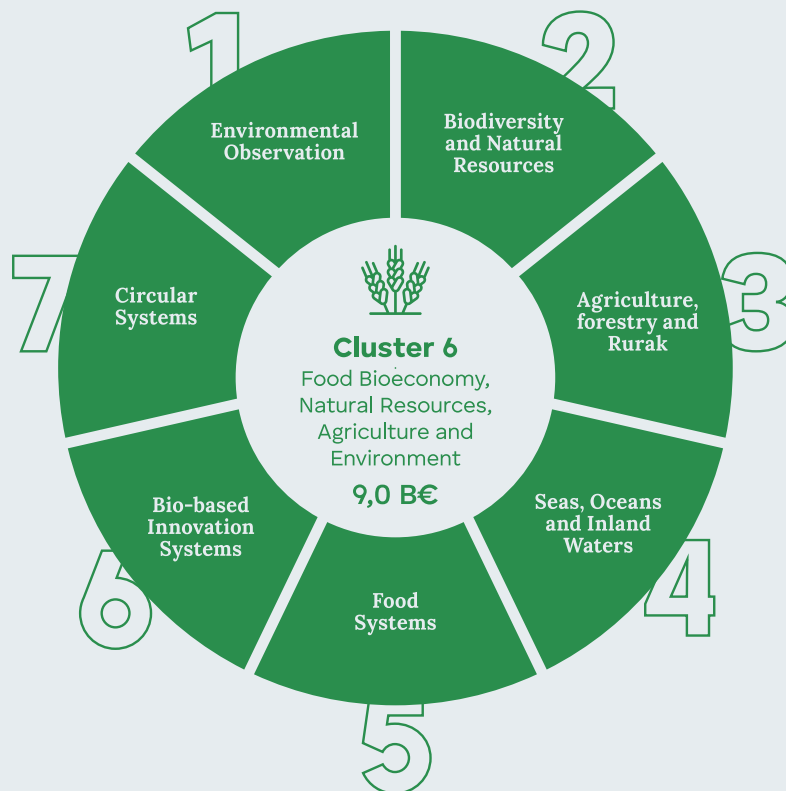 1
Environmental
Observation
2
Biodiversity
and Natural
Resources
3
Agriculture,
forestry and
Rurak
4
Seas, Oceans
and Inland
Waters
5
Food
Systems
6
Bio-based
Innovation
Systems
7
Circular
Systems
Cluster 6
Food Bioeconomy,
Natural Resources,
Agriculture and
Environment
9,0 B€